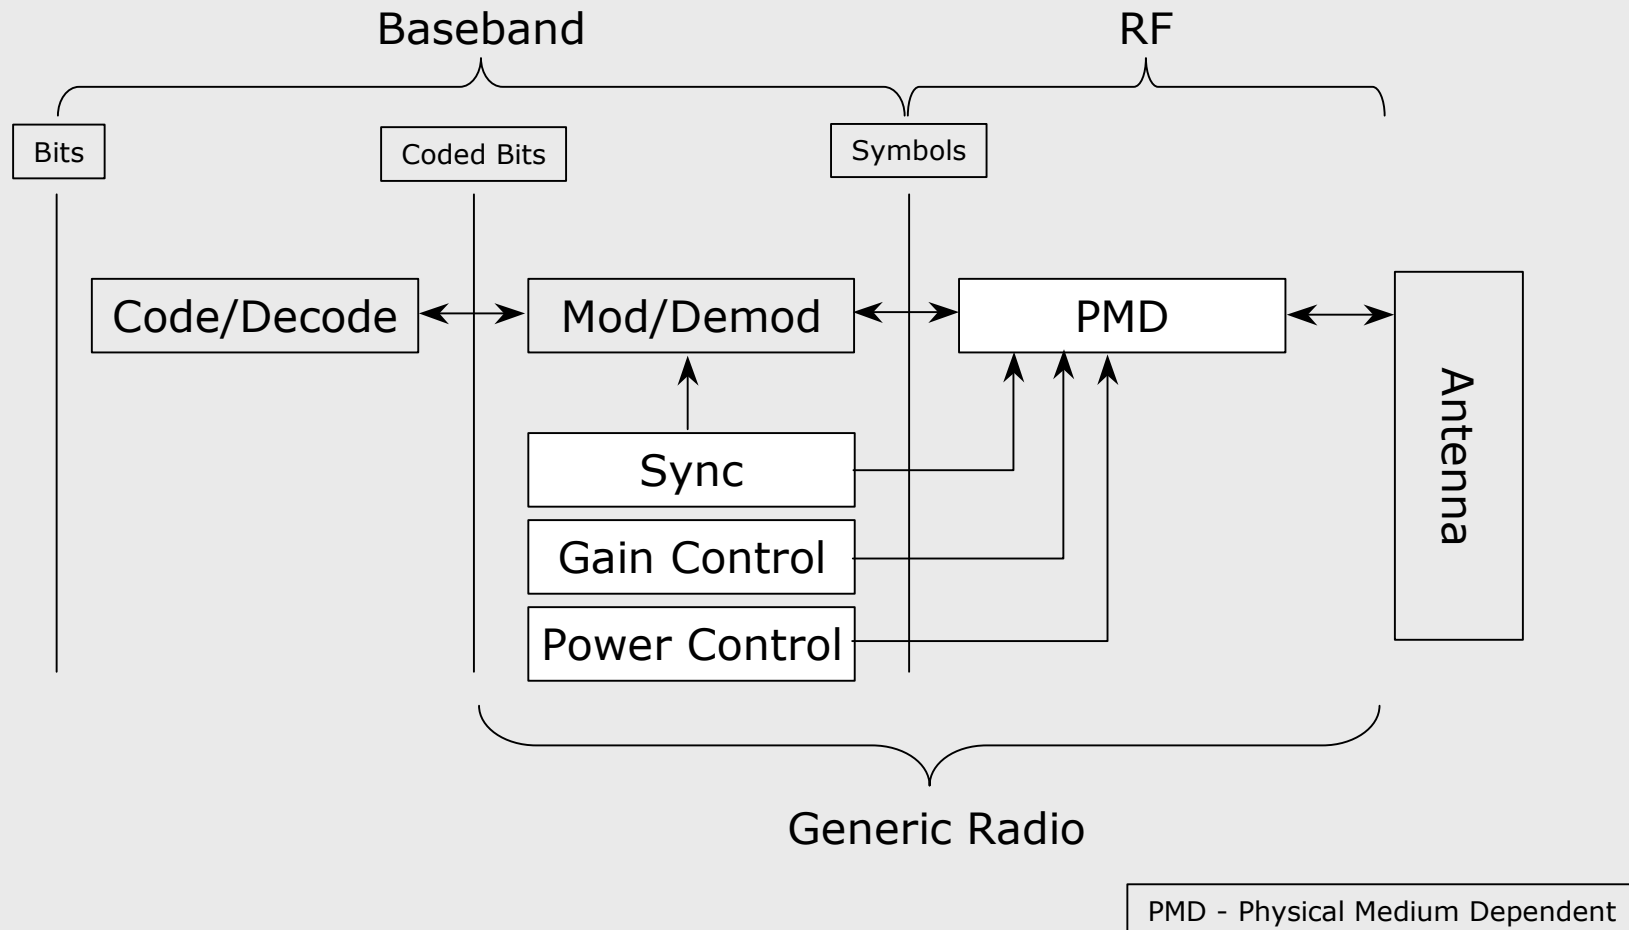 Baseband
RF
Bits
Coded Bits
Symbols
Code/Decode
Mod/Demod
PMD
Antenna
Sync
Gain Control
Power Control
Generic Radio
PMD - Physical Medium Dependent